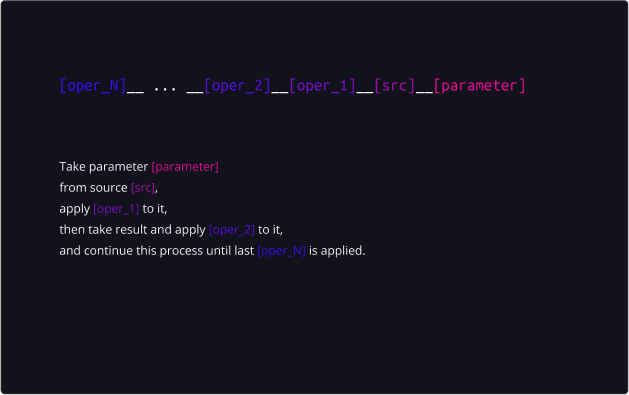 [oper_N]__ ... __[oper_2]__[oper_1]__[src]__[parameter]
Take parameter [parameter]
from source [src],
apply [oper_1] to it,
then take result and apply [oper_2] to it,
and continue this process until last [oper_N] is applied.